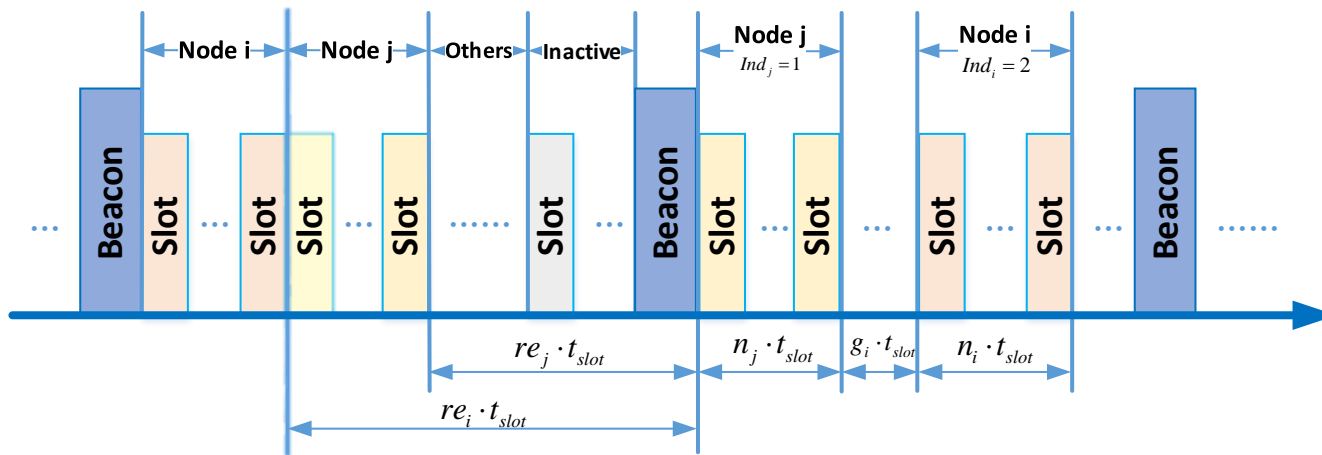 Node i
Node j
Others
Inactive
Node j
Ind_j = 1
Node i
Ind_i = 2
...
Beacon
Slot
...
Slot
Slot
...
Slot
......
Slot
...
Beacon
Slot
...
Slot
...
Slot
...
Slot
...
Beacon
......
re_j · t_slot
n_j · t_slot
g_i · t_slot
n_i · t_slot
re_i · t_slot